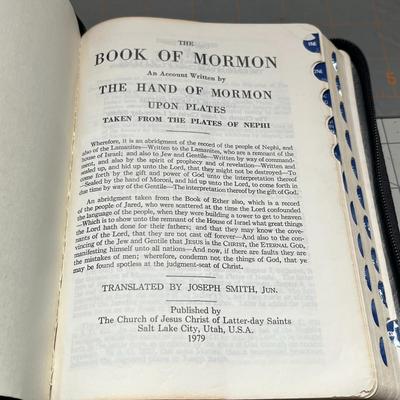 THE
BOOK OF MORMON
An Account Written by
THE HAND OF MORMON
UPON PLATES
TAKEN FROM THE PLATES OF NEPHI
Wherefore, it is an abridgment of the record of the people of Nephi, and
also of the Lamanites—Written to the Lamanites, who are a remnant of the
house of Israel; and also to Jew and Gentile—Written by way of command-
ment, and also by the spirit of prophecy and of revelation—Written and
sealed up, and hid up unto the Lord, that they might not be destroyed—To
come forth by the gift and power of God unto the interpretation thereof
—Sealed by the hand of Moroni, and hid up unto the Lord, to come forth in
due time by way of the Gentile—The interpretation thereof by the gift of God.
An abridgment taken from the Book of Ether also, which is a record
of the people of Jared, who were scattered at the time the Lord confounded
the language of the people, when they were building a tower to get to heaven
—Which is to show unto the remnant of the House of Israel what great things
the Lord hath done for their fathers; and that they may know the cove-
nants of the Lord, that they are not cast off forever—And also to the con-
vincing of the Jew and Gentile that JESUS is the CHRIST, the ETERNAL GOD,
manifesting himself unto all nations—And now, if there are faults they are
the mistakes of men; wherefore, condemn not the things of God, that ye
may be found spotless at the judgment-seat of Christ.
TRANSLATED BY JOSEPH SMITH, JUN.
Published by
The Church of Jesus Christ of Latter-day Saints
Salt Lake City, Utah, U.S.A.
1979
1NE
2NE
5